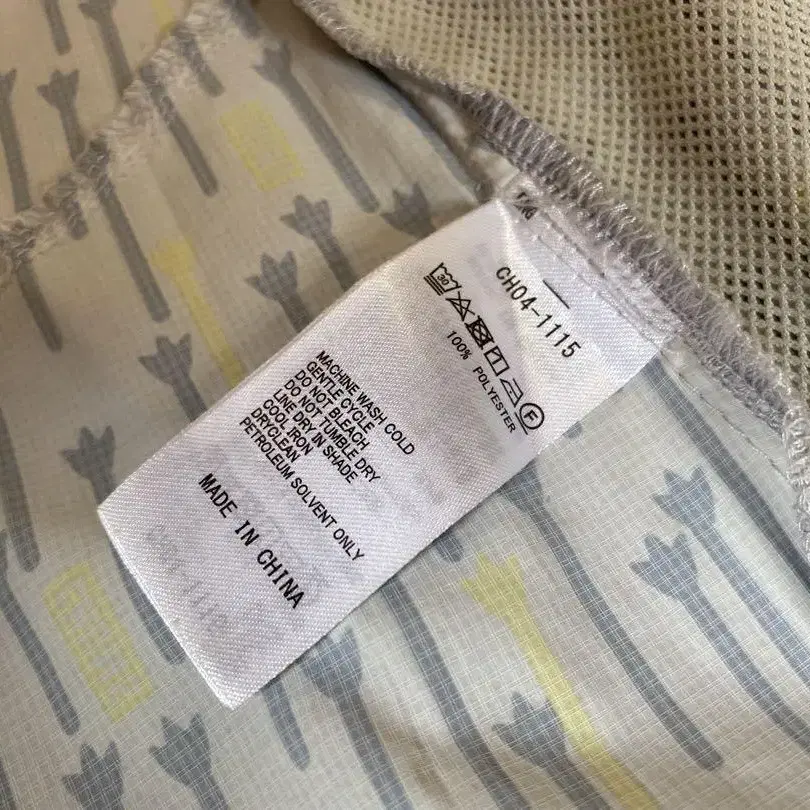 CH04-1115
30
F
100% POLYESTER
MACHINE WASH COLD
GENTLE CYCLE
DO NOT BLEACH
DO NOT TUMBLE DRY
LINE DRY IN SHADE
COOL IRON
DRYCLEAN
PETROLEUM SOLVENT ONLY
MADE IN CHINA